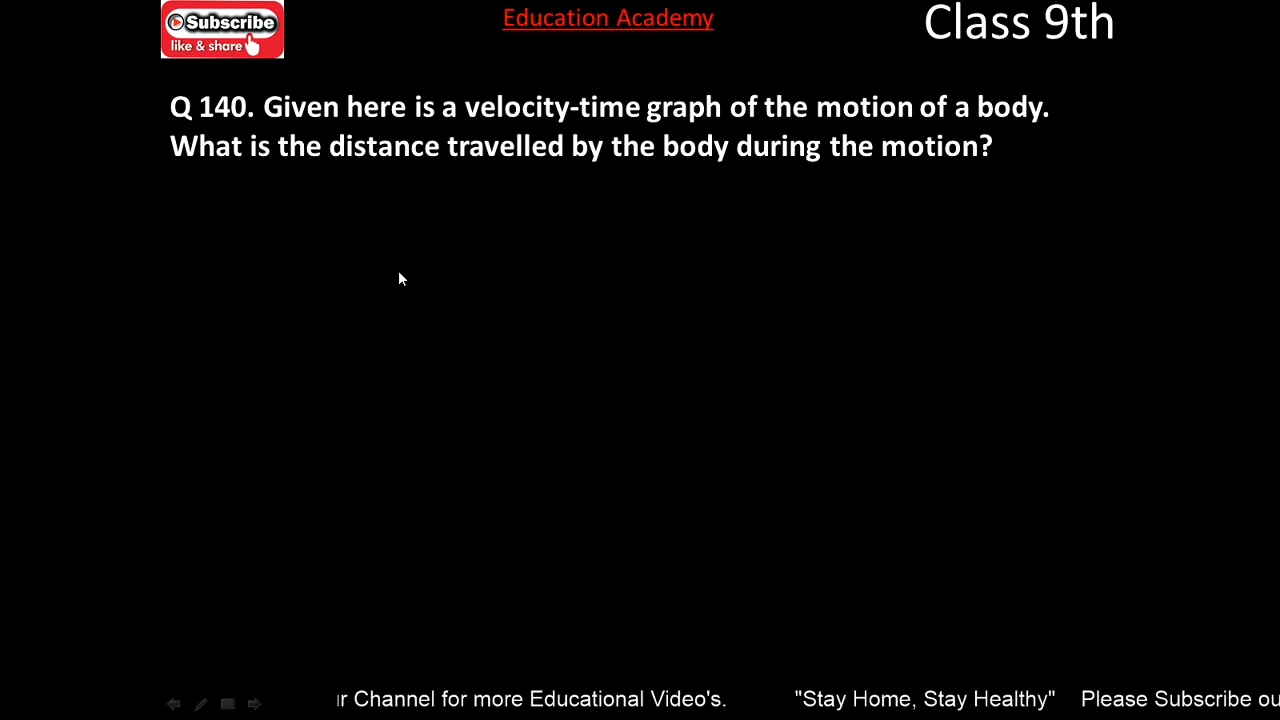 Subscribe
like & share
Education Academy
Class 9th
Q 140. Given here is a velocity-time graph of the motion of a body.
What is the distance travelled by the body during the motion?
r Channel for more Educational Video's. "Stay Home, Stay Healthy" Please Subscribe ou